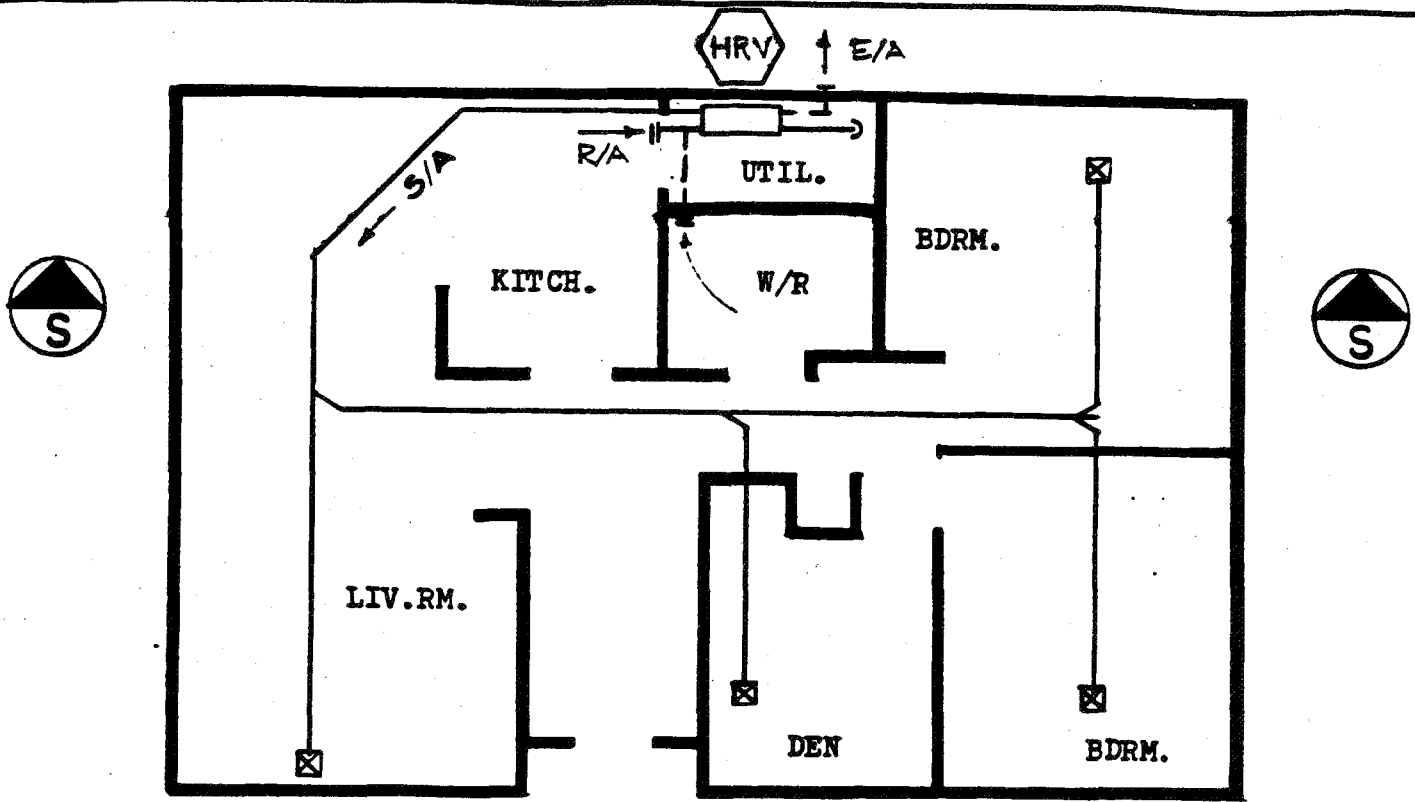 HRV
E/A
R/A
S/A
UTIL.
BDRM.
KITCH.
W/R
S
S
LIV.RM.
DEN
BDRM.